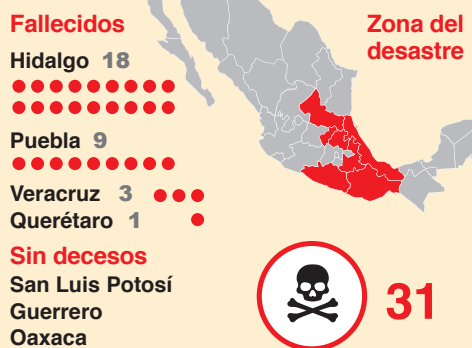 Fallecidos
Hidalgo 18
Puebla 9
Veracruz 3
Querétaro 1
Sin decesos
San Luis Potosí
Guerrero
Oaxaca
Zona del
desastre
31